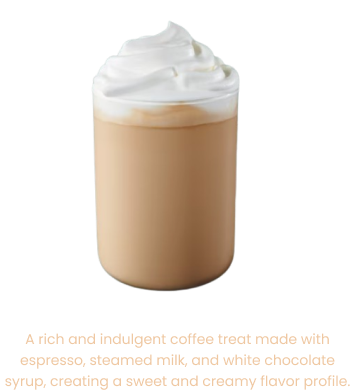 A rich and indulgent coffee treat made with
espresso, steamed milk, and white chocolate
syrup, creating a sweet and creamy flavor profile.